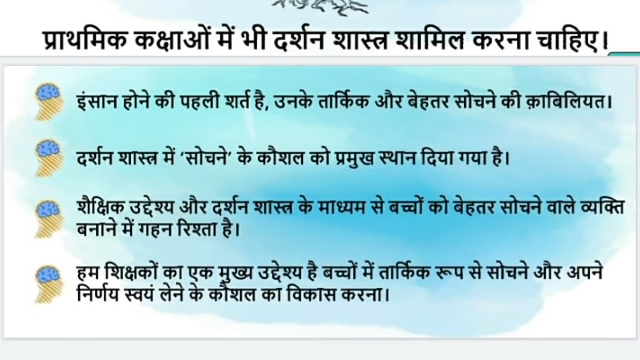 प्राथमिक कक्षाओं में भी दर्शन शास्त्र शामिल करना चाहिए।
इंसान होने की पहली शर्त है, उनके तार्किक और बेहतर सोचने की क़ाबिलियत।
दर्शन शास्त्र में ‘सोचने’ के कौशल को प्रमुख स्थान दिया गया है।
शैक्षिक उद्देश्य और दर्शन शास्त्र के माध्यम से बच्चों को बेहतर सोचने वाले व्यक्ति
बनाने में गहन रिश्ता है।
हम शिक्षकों का एक मुख्य उद्देश्य है बच्चों में तार्किक रूप से सोचने और अपने
निर्णय स्वयं लेने के कौशल का विकास करना।